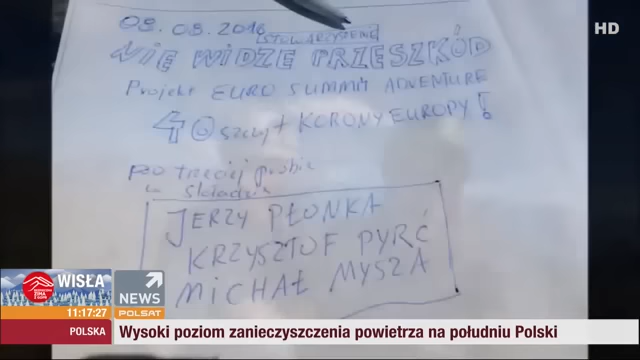 08.08.2016
STOWARZYSZENIE
NIE WIDZĘ PRZESZKÓD
Projekt EURO SUMMIT ADVENTURE
40 szczyt KORONY EUROPY!
po trzeciej próbie
w składzie
JERZY PŁONKA
KRZYSZTOF PYRĆ
MICHAŁ MYSZA
HD
WISŁA
11:17:27
NEWS
POLSAT
POLSKA
Wysoki poziom zanieczyszczenia powietrza na południu Polski